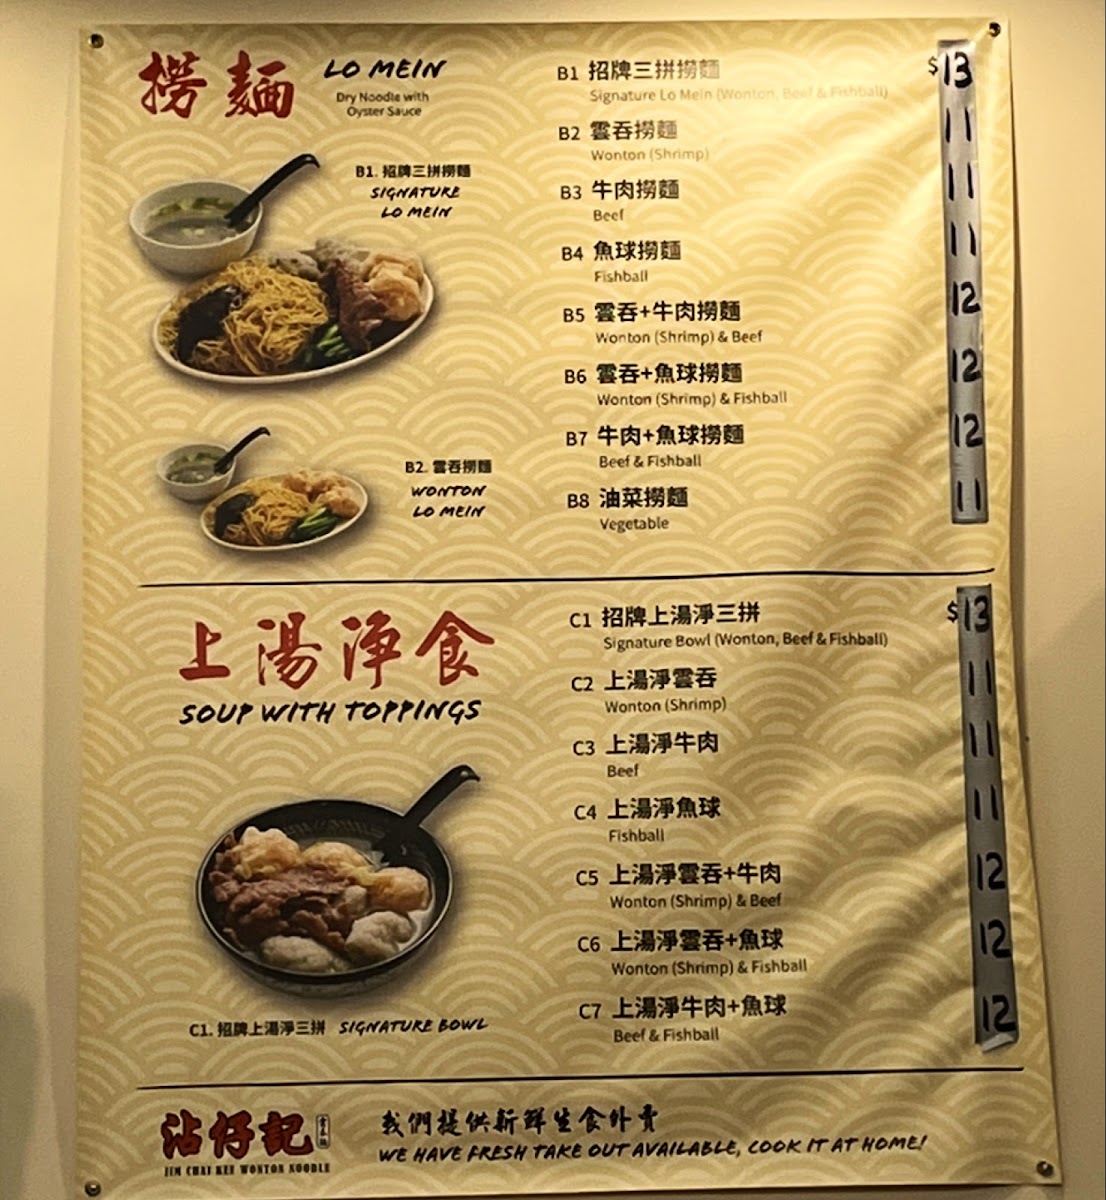 撈麵 LO MEIN
Dry Noodle with
Oyster Sauce
B1. 招牌三拼撈麵
SIGNATURE
LO MEIN
B2. 雲吞撈麵
WONTON
LO MEIN
B1 招牌三拼撈麵 $13
Signature Lo Mein (Wonton, Beef & Fishball)
B2 雲吞撈麵 11
Wonton (Shrimp)
B3 牛肉撈麵 11
Beef
B4 魚球撈麵 11
Fishball
B5 雲吞+牛肉撈麵 12
Wonton (Shrimp) & Beef
B6 雲吞+魚球撈麵 12
Wonton (Shrimp) & Fishball
B7 牛肉+魚球撈麵 12
Beef & Fishball
B8 油菜撈麵 11
Vegetable
上湯淨食
SOUP WITH TOPPINGS
C1. 招牌上湯淨三拼 SIGNATURE BOWL
C1 招牌上湯淨三拼 $13
Signature Bowl (Wonton, Beef & Fishball)
C2 上湯淨雲吞 11
Wonton (Shrimp)
C3 上湯淨牛肉 11
Beef
C4 上湯淨魚球 11
Fishball
C5 上湯淨雲吞+牛肉 12
Wonton (Shrimp) & Beef
C6 上湯淨雲吞+魚球 12
Wonton (Shrimp) & Fishball
C7 上湯淨牛肉+魚球 12
Beef & Fishball
沾仔記
JIM CHAI KEE WONTON NOODLE
我們提供新鮮生食外賣
WE HAVE FRESH TAKE OUT AVAILABLE, COOK IT AT HOME!